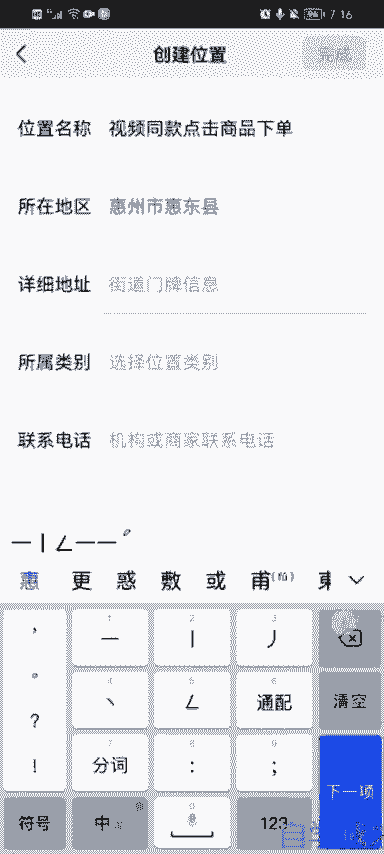 7:16
创建位置 完成
位置名称 视频同款点击商品下单
所在地区 惠州市惠东县
详细地址 街道门牌信息
所属类别 选择位置类别
联系电话 机构或商家联系电话
一丨ㄥ一一
惠 更 惑 敷 或 甫
， 1 一 2 丨 3 丿
。 4 丶 5 ㄥ 6 通配 清空
?
! 7 分词 8 : 9 ;
下一项
符号 中 0 123